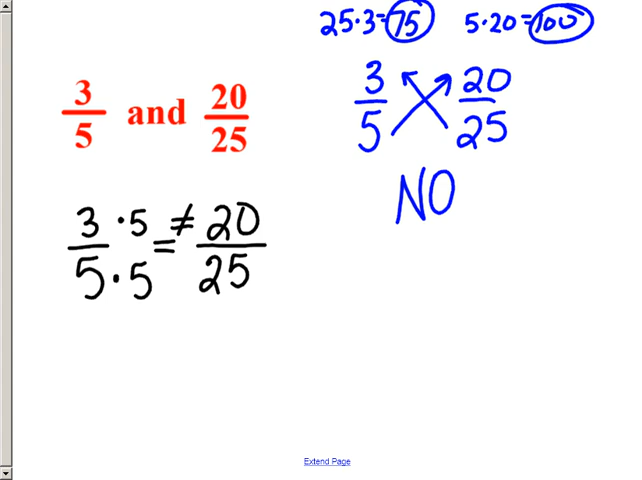 25·3=75 5·20=100
3/5 and 20/25
3/5 20/25
NO
3·5 ≠ 20
=
5·5 25
Extend Page